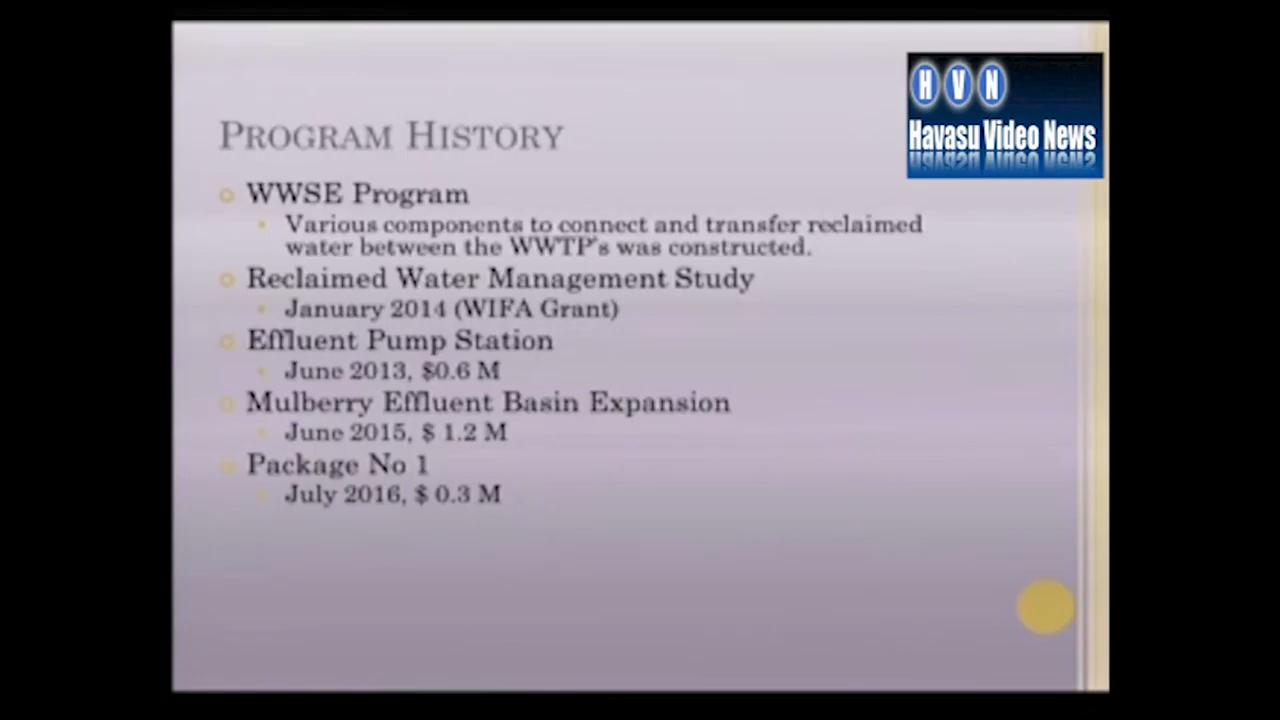 H V N
Havasu Video News
PROGRAM HISTORY
WWSE Program
Various components to connect and transfer reclaimed
water between the WWTP's was constructed.
Reclaimed Water Management Study
January 2014 (WIFA Grant)
Effluent Pump Station
June 2013, $0.6 M
Mulberry Effluent Basin Expansion
June 2015, $ 1.2 M
Package No 1
July 2016, $ 0.3 M